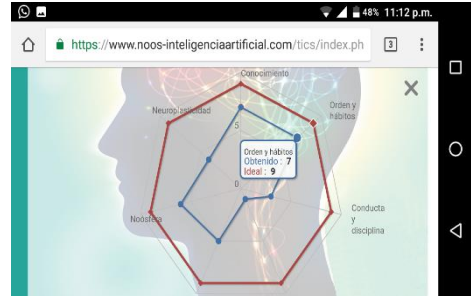 48% 11:12 p.m.
https://www.noos-inteligenciaartificial.com/tics/index.ph
3
Conocimiento
Neuroplasticidad
Orden y
hábitos
5
Orden y hábitos
Obtenido : 7
Ideal : 9
0
Noósfera
Conducta
y
disciplina